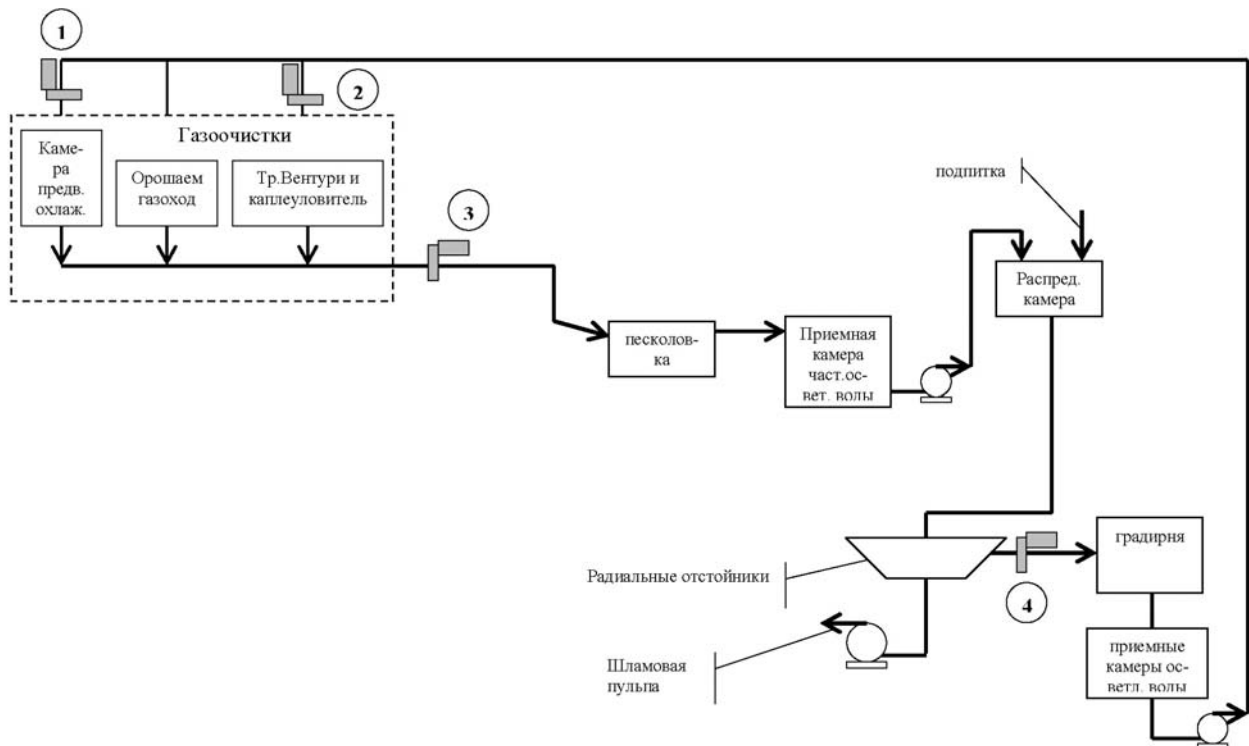 1
2
Газоочистки
Каме-
ра
предв.
охлаж.
Орошаем
газоход
Тр.Вентури и
каплеуловитель
3
подпитка
Распред.
камера
песколов-
ка
Приемная
камера
част.ос-
вет. воды
градирня
Радиальные отстойники
4
Шламовая
пульпа
приемные
камеры ос-
ветл. воды